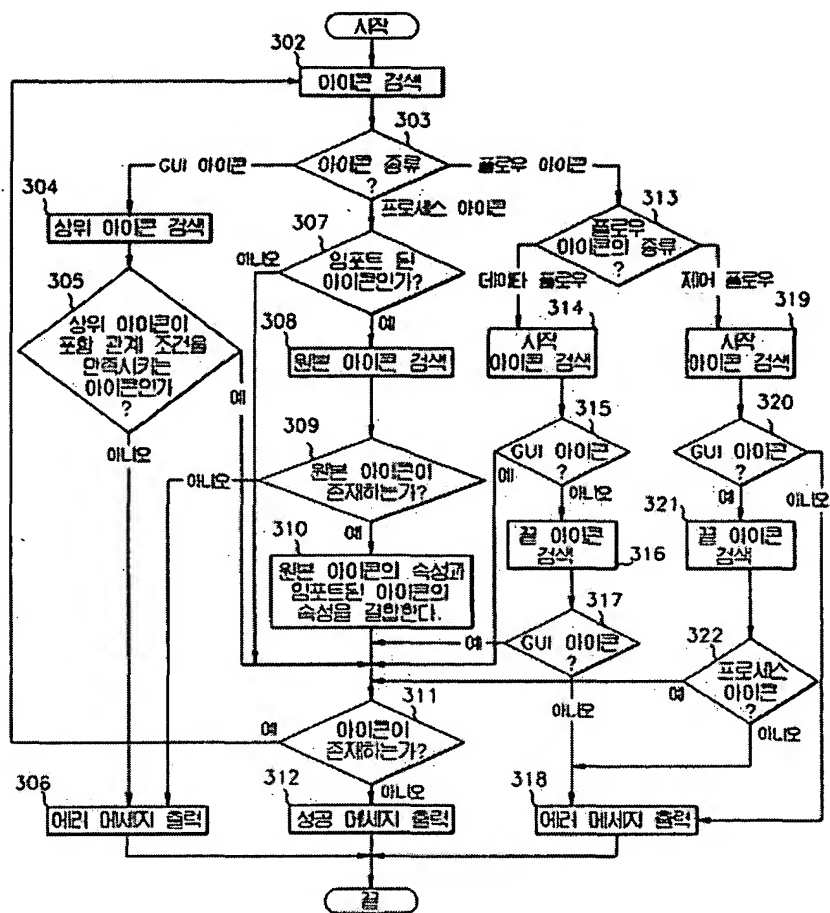 시작
302
아이콘 검색
303
아이콘 종류
?
GUI 아이콘
플로우 아이콘
프로세스 아이콘
304
상위 아이콘 검색
305
상위 아이콘이
포함 관계 조건을
만족시키는
아이콘인가
?
예
아니오
307
임포트 된
아이콘인가?
아니오
예
308
원본 아이콘 검색
309
원본 아이콘이
존재하는가?
아니오
예
310
원본 아이콘의 속성과
임포트된 아이콘의
속성을 결합한다.
313
플로우
아이콘의 종류
?
데이타 플로우
제어 플로우
314
시작
아이콘 검색
315
GUI 아이콘
?
예
아니오
끝 아이콘
검색
316
317
GUI 아이콘
?
예
아니오
319
시작
아이콘 검색
320
GUI 아이콘
?
예
아니오
321
끝 아이콘
검색
322
프로세스
아이콘
?
예
아니오
311
아이콘이
존재하는가?
예
아니오
306
에러 메세지 출력
312
성공 메세지 출력
318
에러 메세지 출력
끝